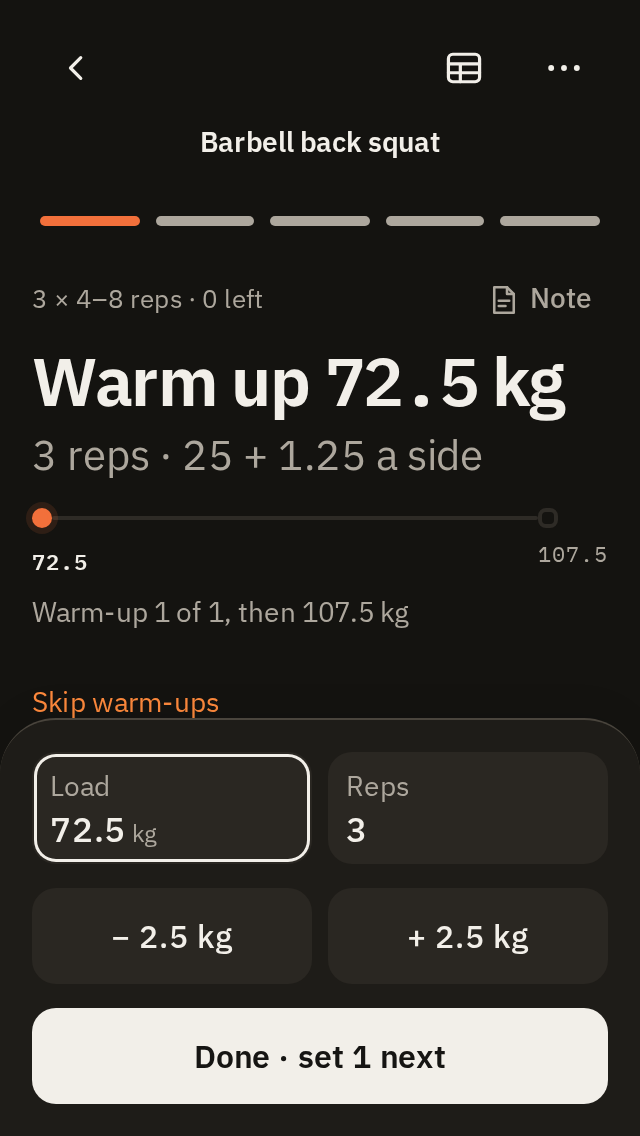 Barbell back squat
3 × 4–8 reps · 0 left
Note
Warm up 72.5 kg
3 reps · 25 + 1.25 a side
72.5
107.5
Warm-up 1 of 1, then 107.5 kg
Skip warm-ups
Load
72.5 kg
Reps
3
− 2.5 kg
+ 2.5 kg
Done · set 1 next